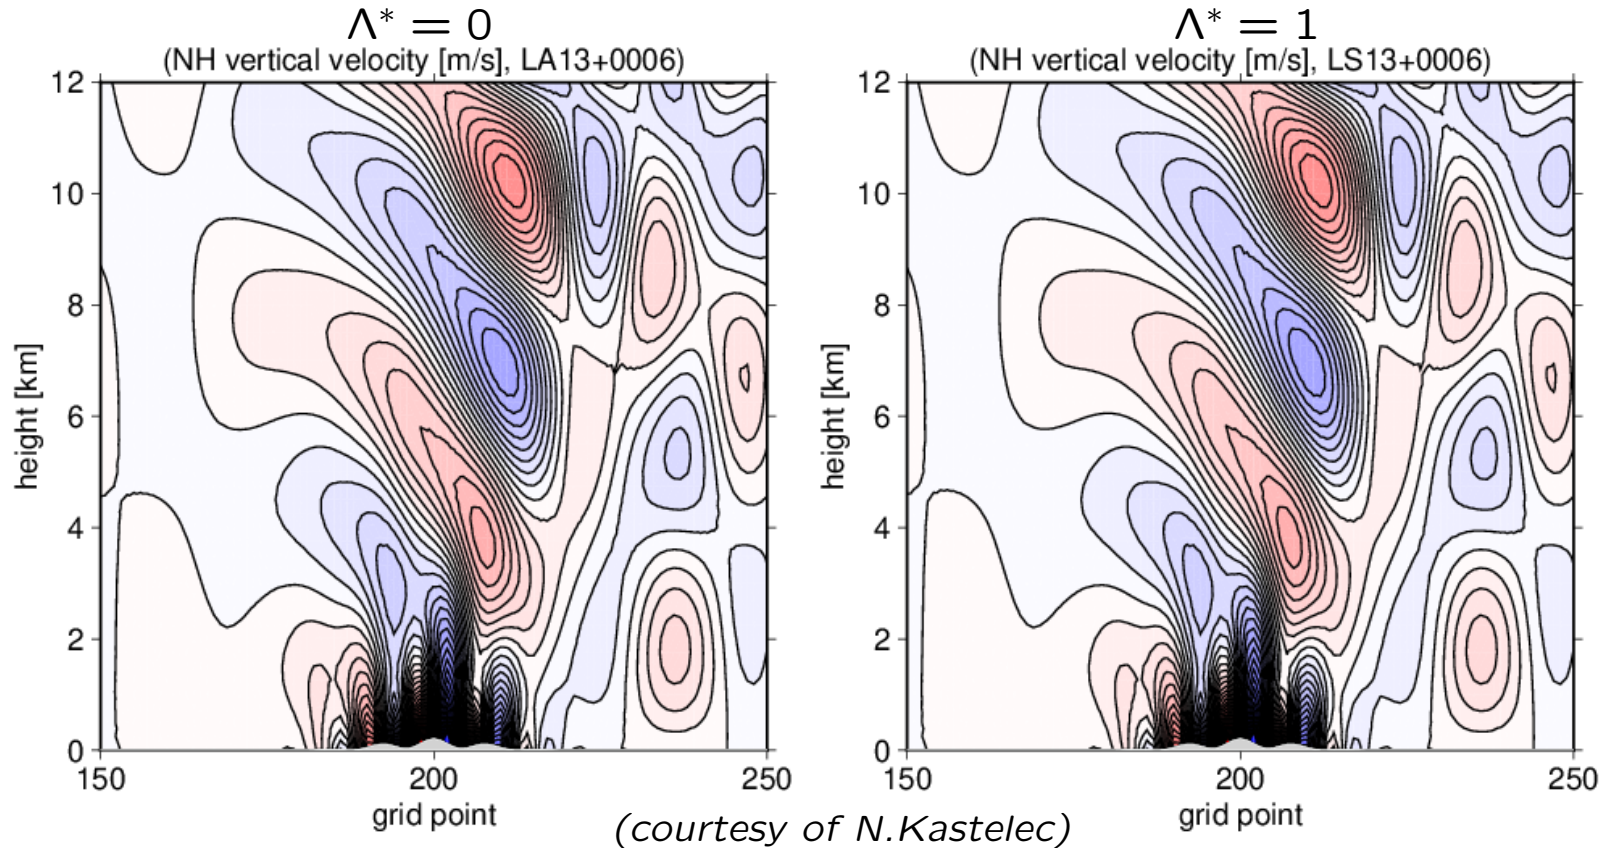 Λ* = 0
(NH vertical velocity [m/s], LA13+0006)
12
10
8
6
4
2
0
height [km]
150
200
250
grid point
Λ* = 1
(NH vertical velocity [m/s], LS13+0006)
12
10
8
6
4
2
0
height [km]
150
200
250
grid point
(courtesy of N.Kastelec)